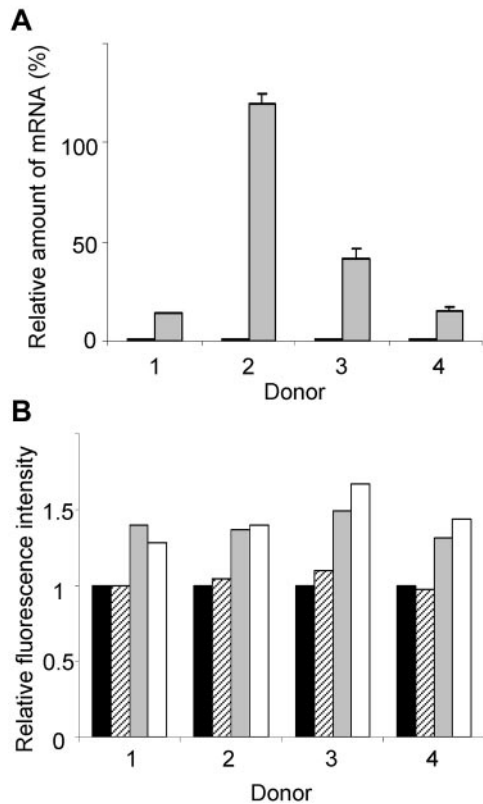 A
Relative amount of mRNA (%)
100
50
0
1 2 3 4
Donor
B
Relative fluorescence intensity
1.5
1
0.5
0
1 2 3 4
Donor